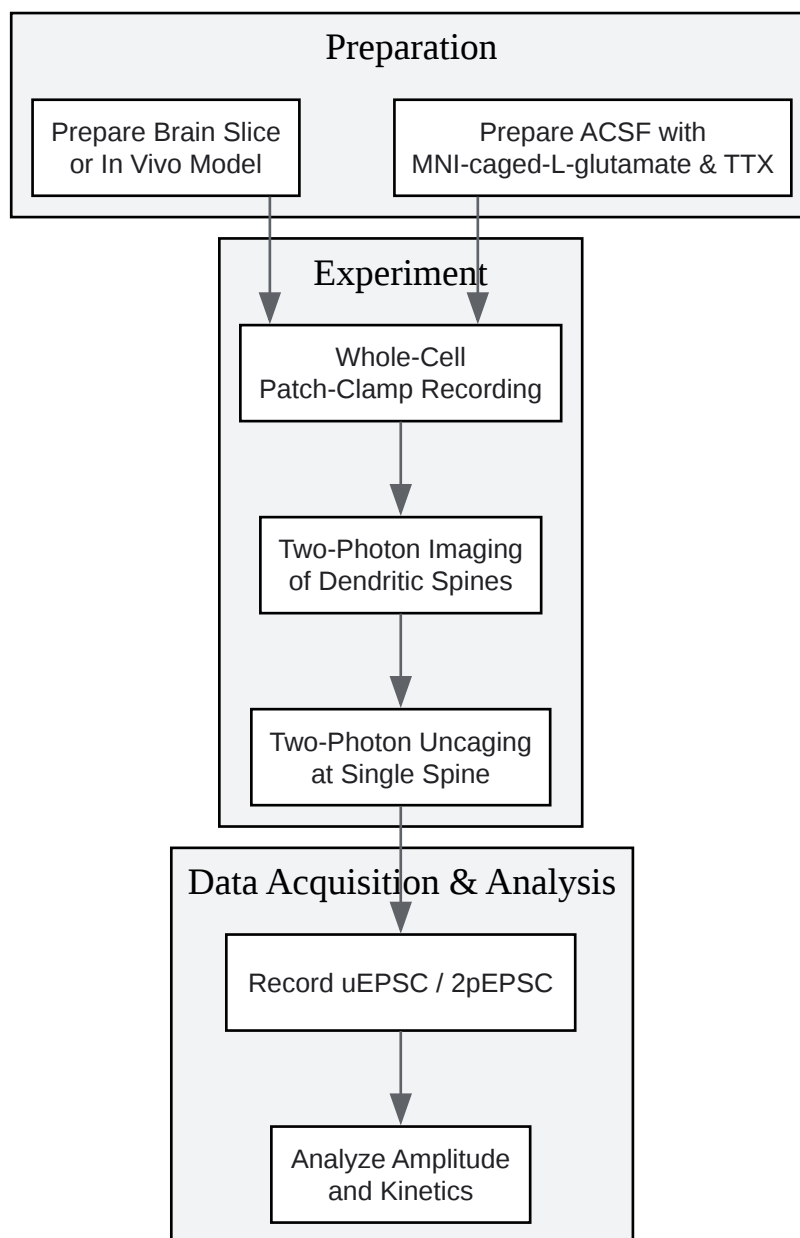 Preparation
Prepare Brain Slice
or In Vivo Model
Prepare ACSF with
MNI-caged-L-glutamate & TTX
Experiment
Whole-Cell
Patch-Clamp Recording
Two-Photon Imaging
of Dendritic Spines
Two-Photon Uncaging
at Single Spine
Data Acquisition & Analysis
Record uEPSC / 2pEPSC
Analyze Amplitude
and Kinetics